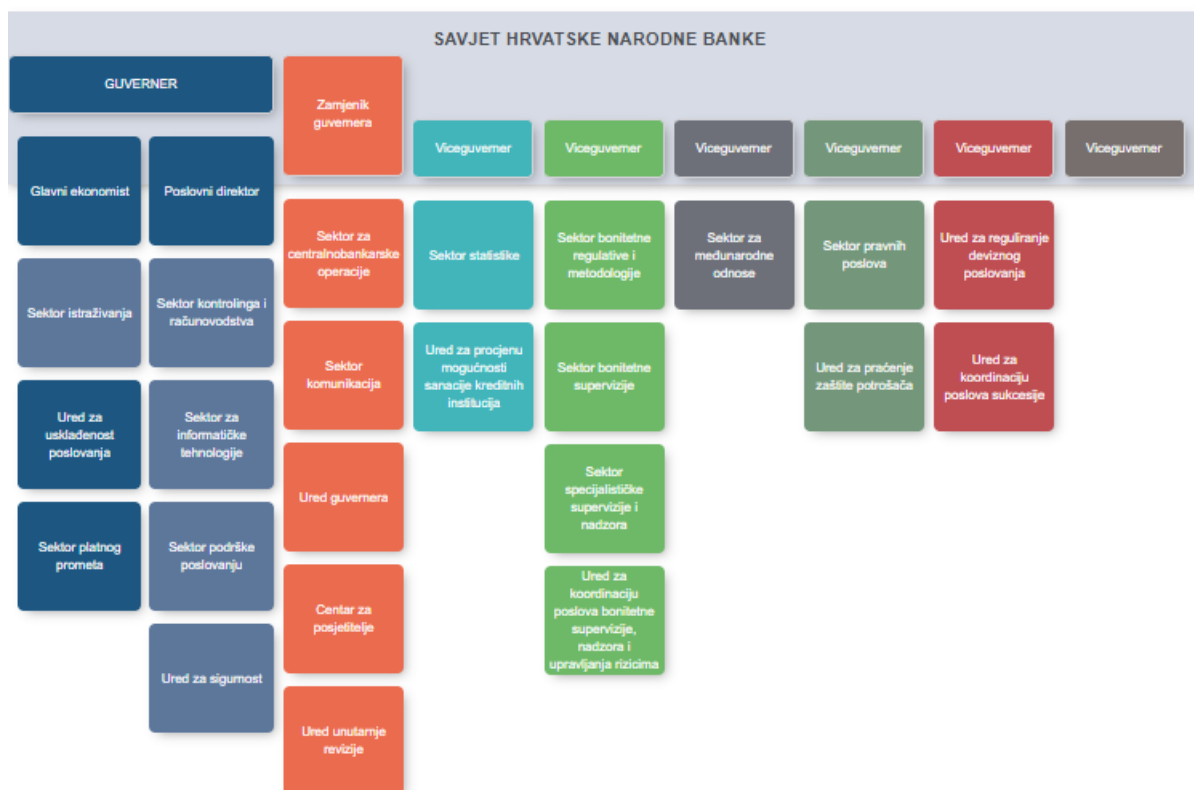 SAVJET HRVATSKE NARODNE BANKE
GUVERNER
Glavni ekonomist
Sektor istraživanja
Ured za
usklađenost
poslovanja
Sektor platnog
prometa
Poslovni direktor
Sektor kontrolinga i
računovodstva
Sektor za
informatičke
tehnologije
Sektor podrške
poslovanju
Ured za sigurnost
Zamjenik
guvernera
Sektor za
centralnobankarske
operacije
Sektor
komunikacija
Ured guvernera
Centar za
posjetitelje
Ured unutarnje
revizije
Viceguverner
Sektor statistike
Ured za procjenu
mogućnosti
sanacije kreditnih
institucija
Viceguverner
Sektor bonitetne
regulative i
metodologije
Sektor bonitetne
supervizije
Sektor
specijalističke
supervizije i
nadzora
Ured za
koordinaciju
poslova bonitetne
supervizije,
nadzora i
upravljanja rizicima
Viceguverner
Sektor za
međunarodne
odnose
Viceguverner
Sektor pravnih
poslova
Ured za praćenje
zaštite potrošača
Viceguverner
Ured za reguliranje
deviznog
poslovanja
Ured za
koordinaciju
poslova sukcesije
Viceguverner